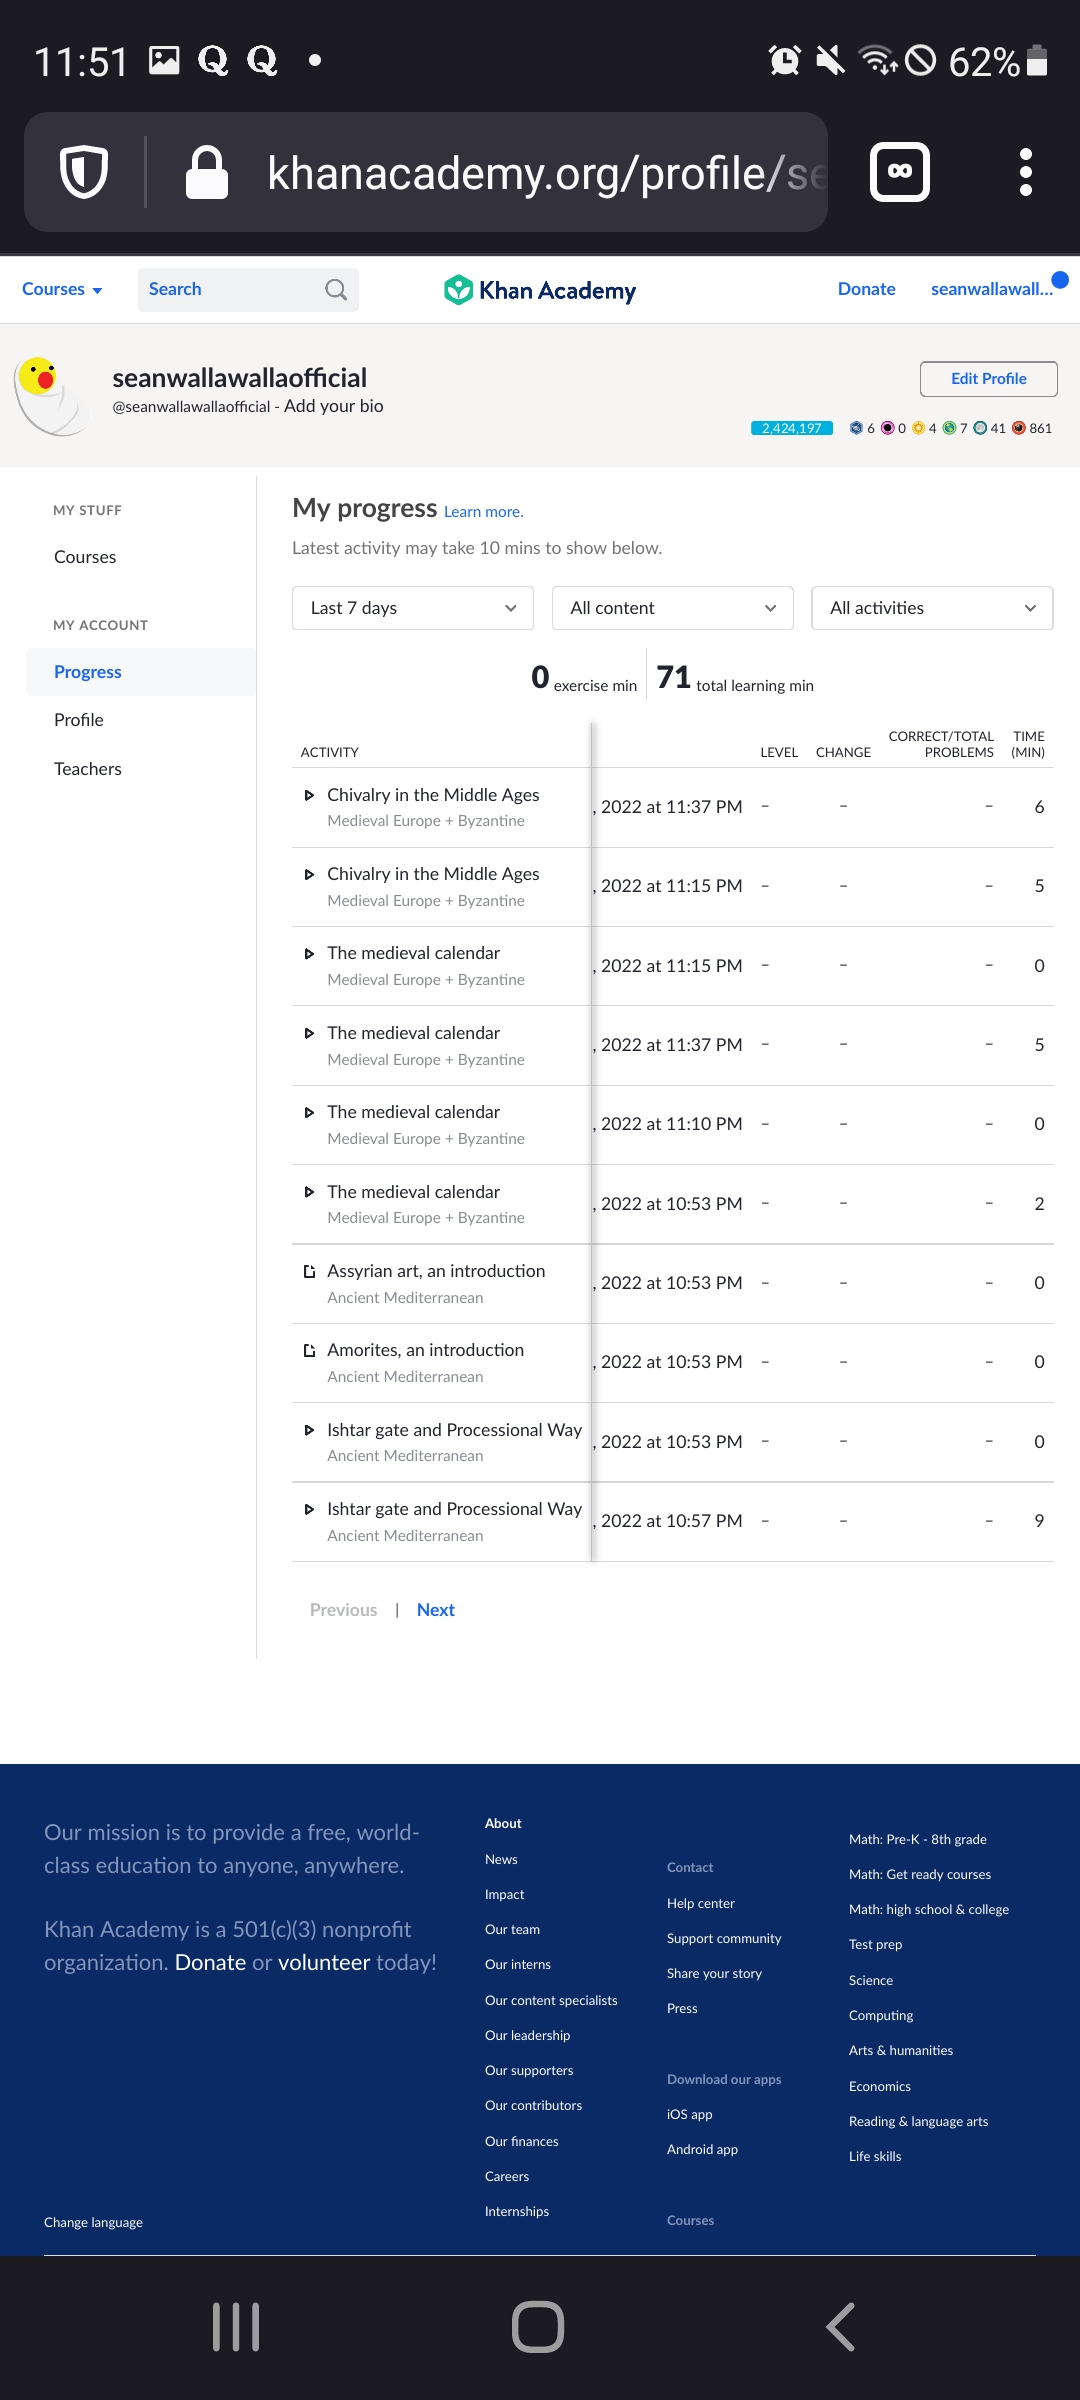 11:51
62%
khanacademy.org/profile/se
Courses
Search
Khan Academy
Donate
seanwallawall...
seanwallawallaofficial
@seanwallawallaofficial - Add your bio
Edit Profile
2,424,197 6 0 4 7 41 861
MY STUFF
Courses
MY ACCOUNT
Progress
Profile
Teachers
My progress Learn more.
Latest activity may take 10 mins to show below.
Last 7 days
All content
All activities
0 exercise min
71 total learning min
ACTIVITY LEVEL CHANGE CORRECT/TOTAL PROBLEMS TIME (MIN)
Chivalry in the Middle Ages
Medieval Europe + Byzantine
, 2022 at 11:37 PM – – – 6
Chivalry in the Middle Ages
Medieval Europe + Byzantine
, 2022 at 11:15 PM – – – 5
The medieval calendar
Medieval Europe + Byzantine
, 2022 at 11:15 PM – – – 0
The medieval calendar
Medieval Europe + Byzantine
, 2022 at 11:37 PM – – – 5
The medieval calendar
Medieval Europe + Byzantine
, 2022 at 11:10 PM – – – 0
The medieval calendar
Medieval Europe + Byzantine
, 2022 at 10:53 PM – – – 2
Assyrian art, an introduction
Ancient Mediterranean
, 2022 at 10:53 PM – – – 0
Amorites, an introduction
Ancient Mediterranean
, 2022 at 10:53 PM – – – 0
Ishtar gate and Processional Way
Ancient Mediterranean
, 2022 at 10:53 PM – – – 0
Ishtar gate and Processional Way
Ancient Mediterranean
, 2022 at 10:57 PM – – – 9
Previous | Next
Our mission is to provide a free, world-
class education to anyone, anywhere.
Khan Academy is a 501(c)(3) nonprofit
organization. Donate or volunteer today!
Change language
About
News
Impact
Our team
Our interns
Our content specialists
Our leadership
Our supporters
Our contributors
Our finances
Careers
Internships
Contact
Help center
Support community
Share your story
Press
Download our apps
iOS app
Android app
Courses
Math: Pre-K - 8th grade
Math: Get ready courses
Math: high school & college
Test prep
Science
Computing
Arts & humanities
Economics
Reading & language arts
Life skills